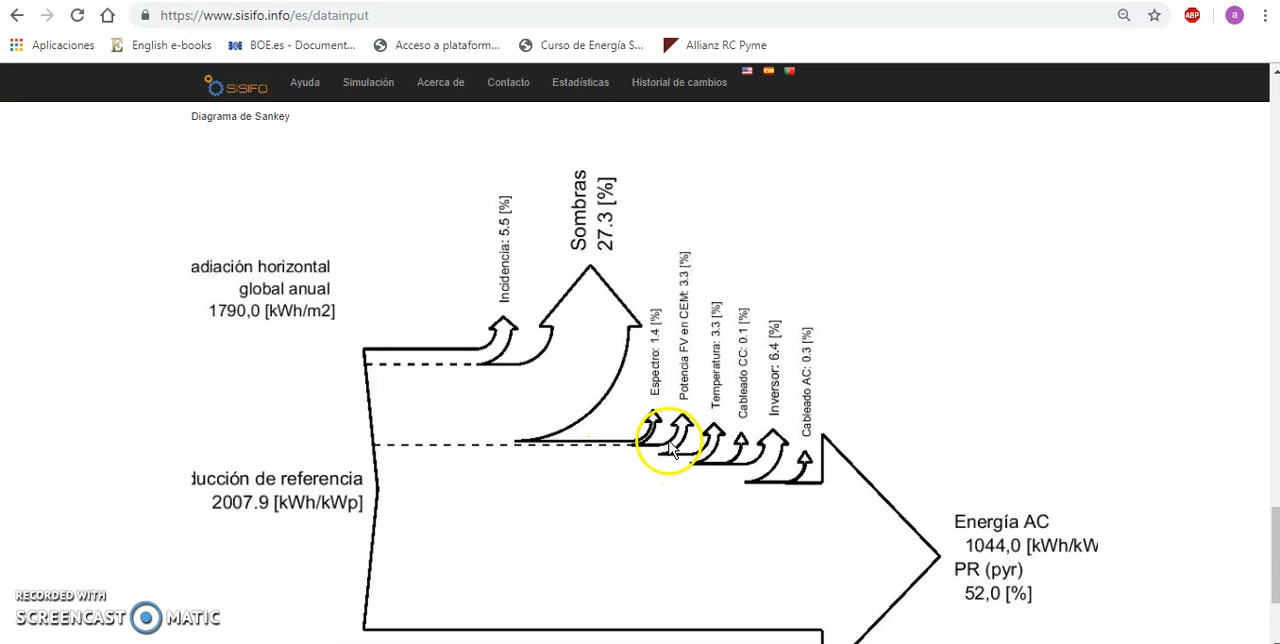 https://www.sisifo.info/es/datainput
ABP
a
Aplicaciones
English e-books
BOE
BOE.es - Document...
Acceso a plataform...
Curso de Energía S...
Allianz RC Pyme
SISIFO
Ayuda
Simulación
Acerca de
Contacto
Estadísticas
Historial de cambios
Diagrama de Sankey
adiación horizontal
global anual
1790,0 [kWh/m2]
Incidencia: 5.5 [%]
Sombras
27.3 [%]
Espectro: 1.4 [%]
Potencia FV en CEM: 3.3 [%]
Temperatura: 3.3 [%]
Cableado CC: 0.1 [%]
Inversor: 6.4 [%]
Cableado AC: 0.3 [%]
ducción de referencia
2007.9 [kWh/kWp]
Energía AC
1044,0 [kWh/kW
PR (pyr)
52,0 [%]
RECORDED WITH
SCREENCAST MATIC